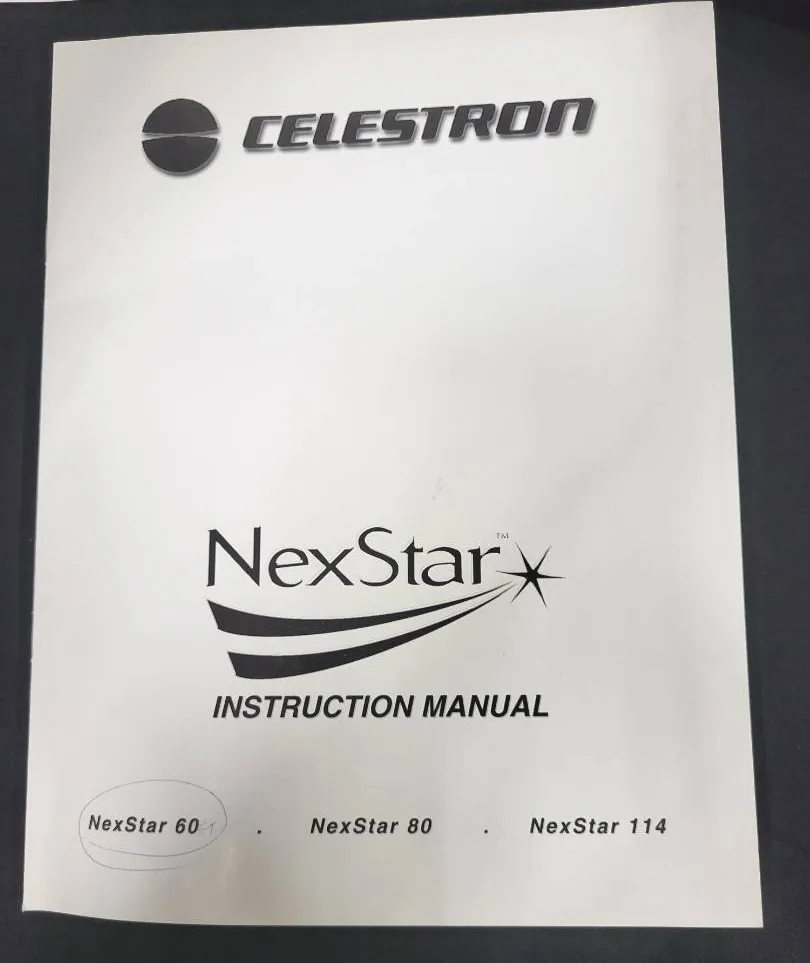 CELESTRON
NexStar™
INSTRUCTION MANUAL
NexStar 60 . NexStar 80 . NexStar 114